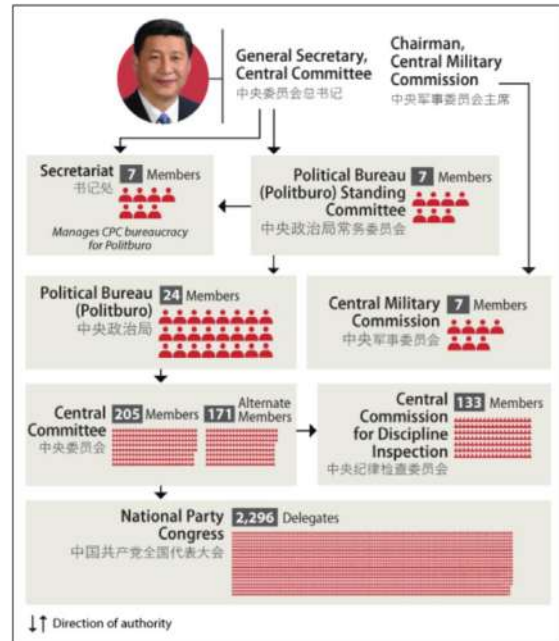 General Secretary,
Central Committee
中央委员会总书记
Chairman,
Central Military
Commission
中央军事委员会主席
Secretariat 7 Members
书记处
Manages CPC bureaucracy
for Politburo
Political Bureau 7 Members
(Politburo) Standing
Committee
中央政治局常务委员会
Political Bureau 24 Members
(Politburo)
中央政治局
Central Military 7 Members
Commission
中央军事委员会
Central
Committee
中央委员会
205 Members
171 Alternate
Members
Central 133 Members
Commission
for Discipline
Inspection
中央纪律检查委员会
National Party 2,296 Delegates
Congress
中国共产党全国代表大会
↓↑ Direction of authority